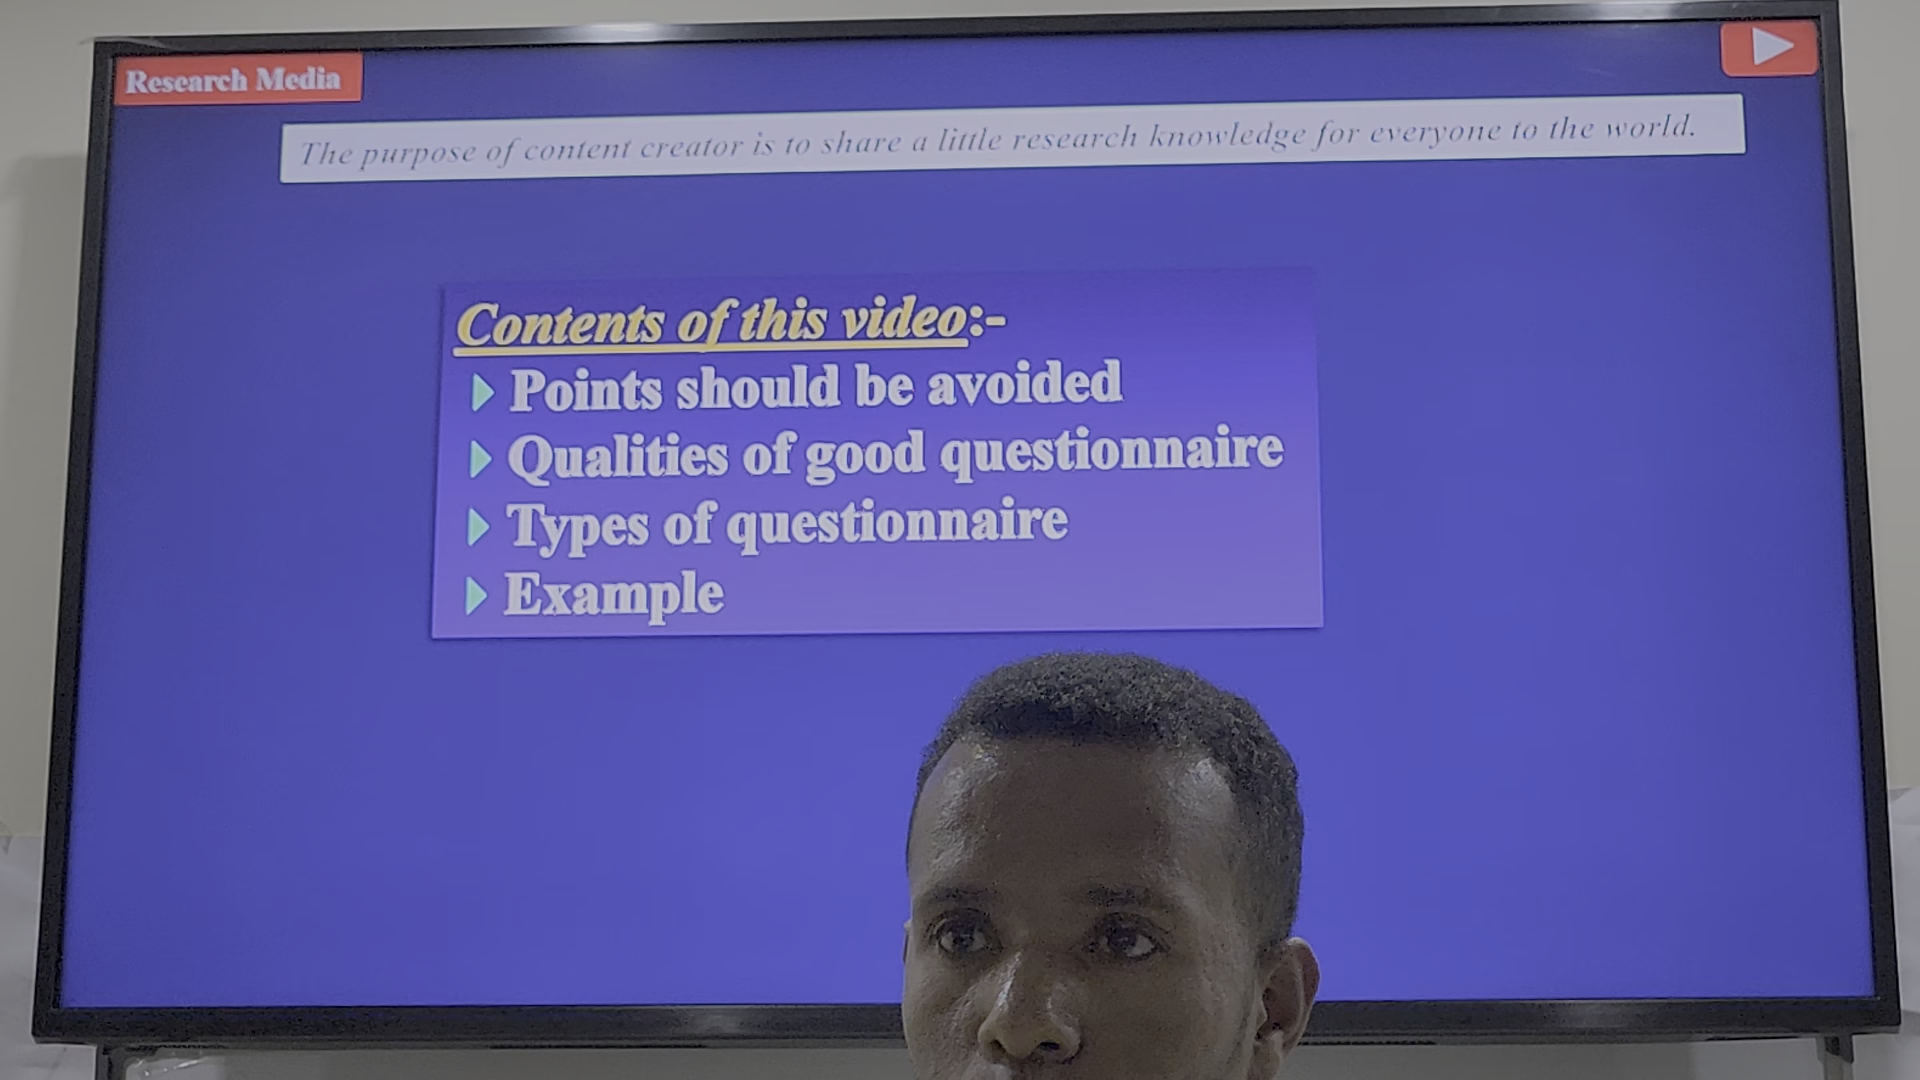 Research Media
The purpose of content creator is to share a little research knowledge for everyone to the world.
Contents of this video:-
Points should be avoided
Qualities of good questionnaire
Types of questionnaire
Example